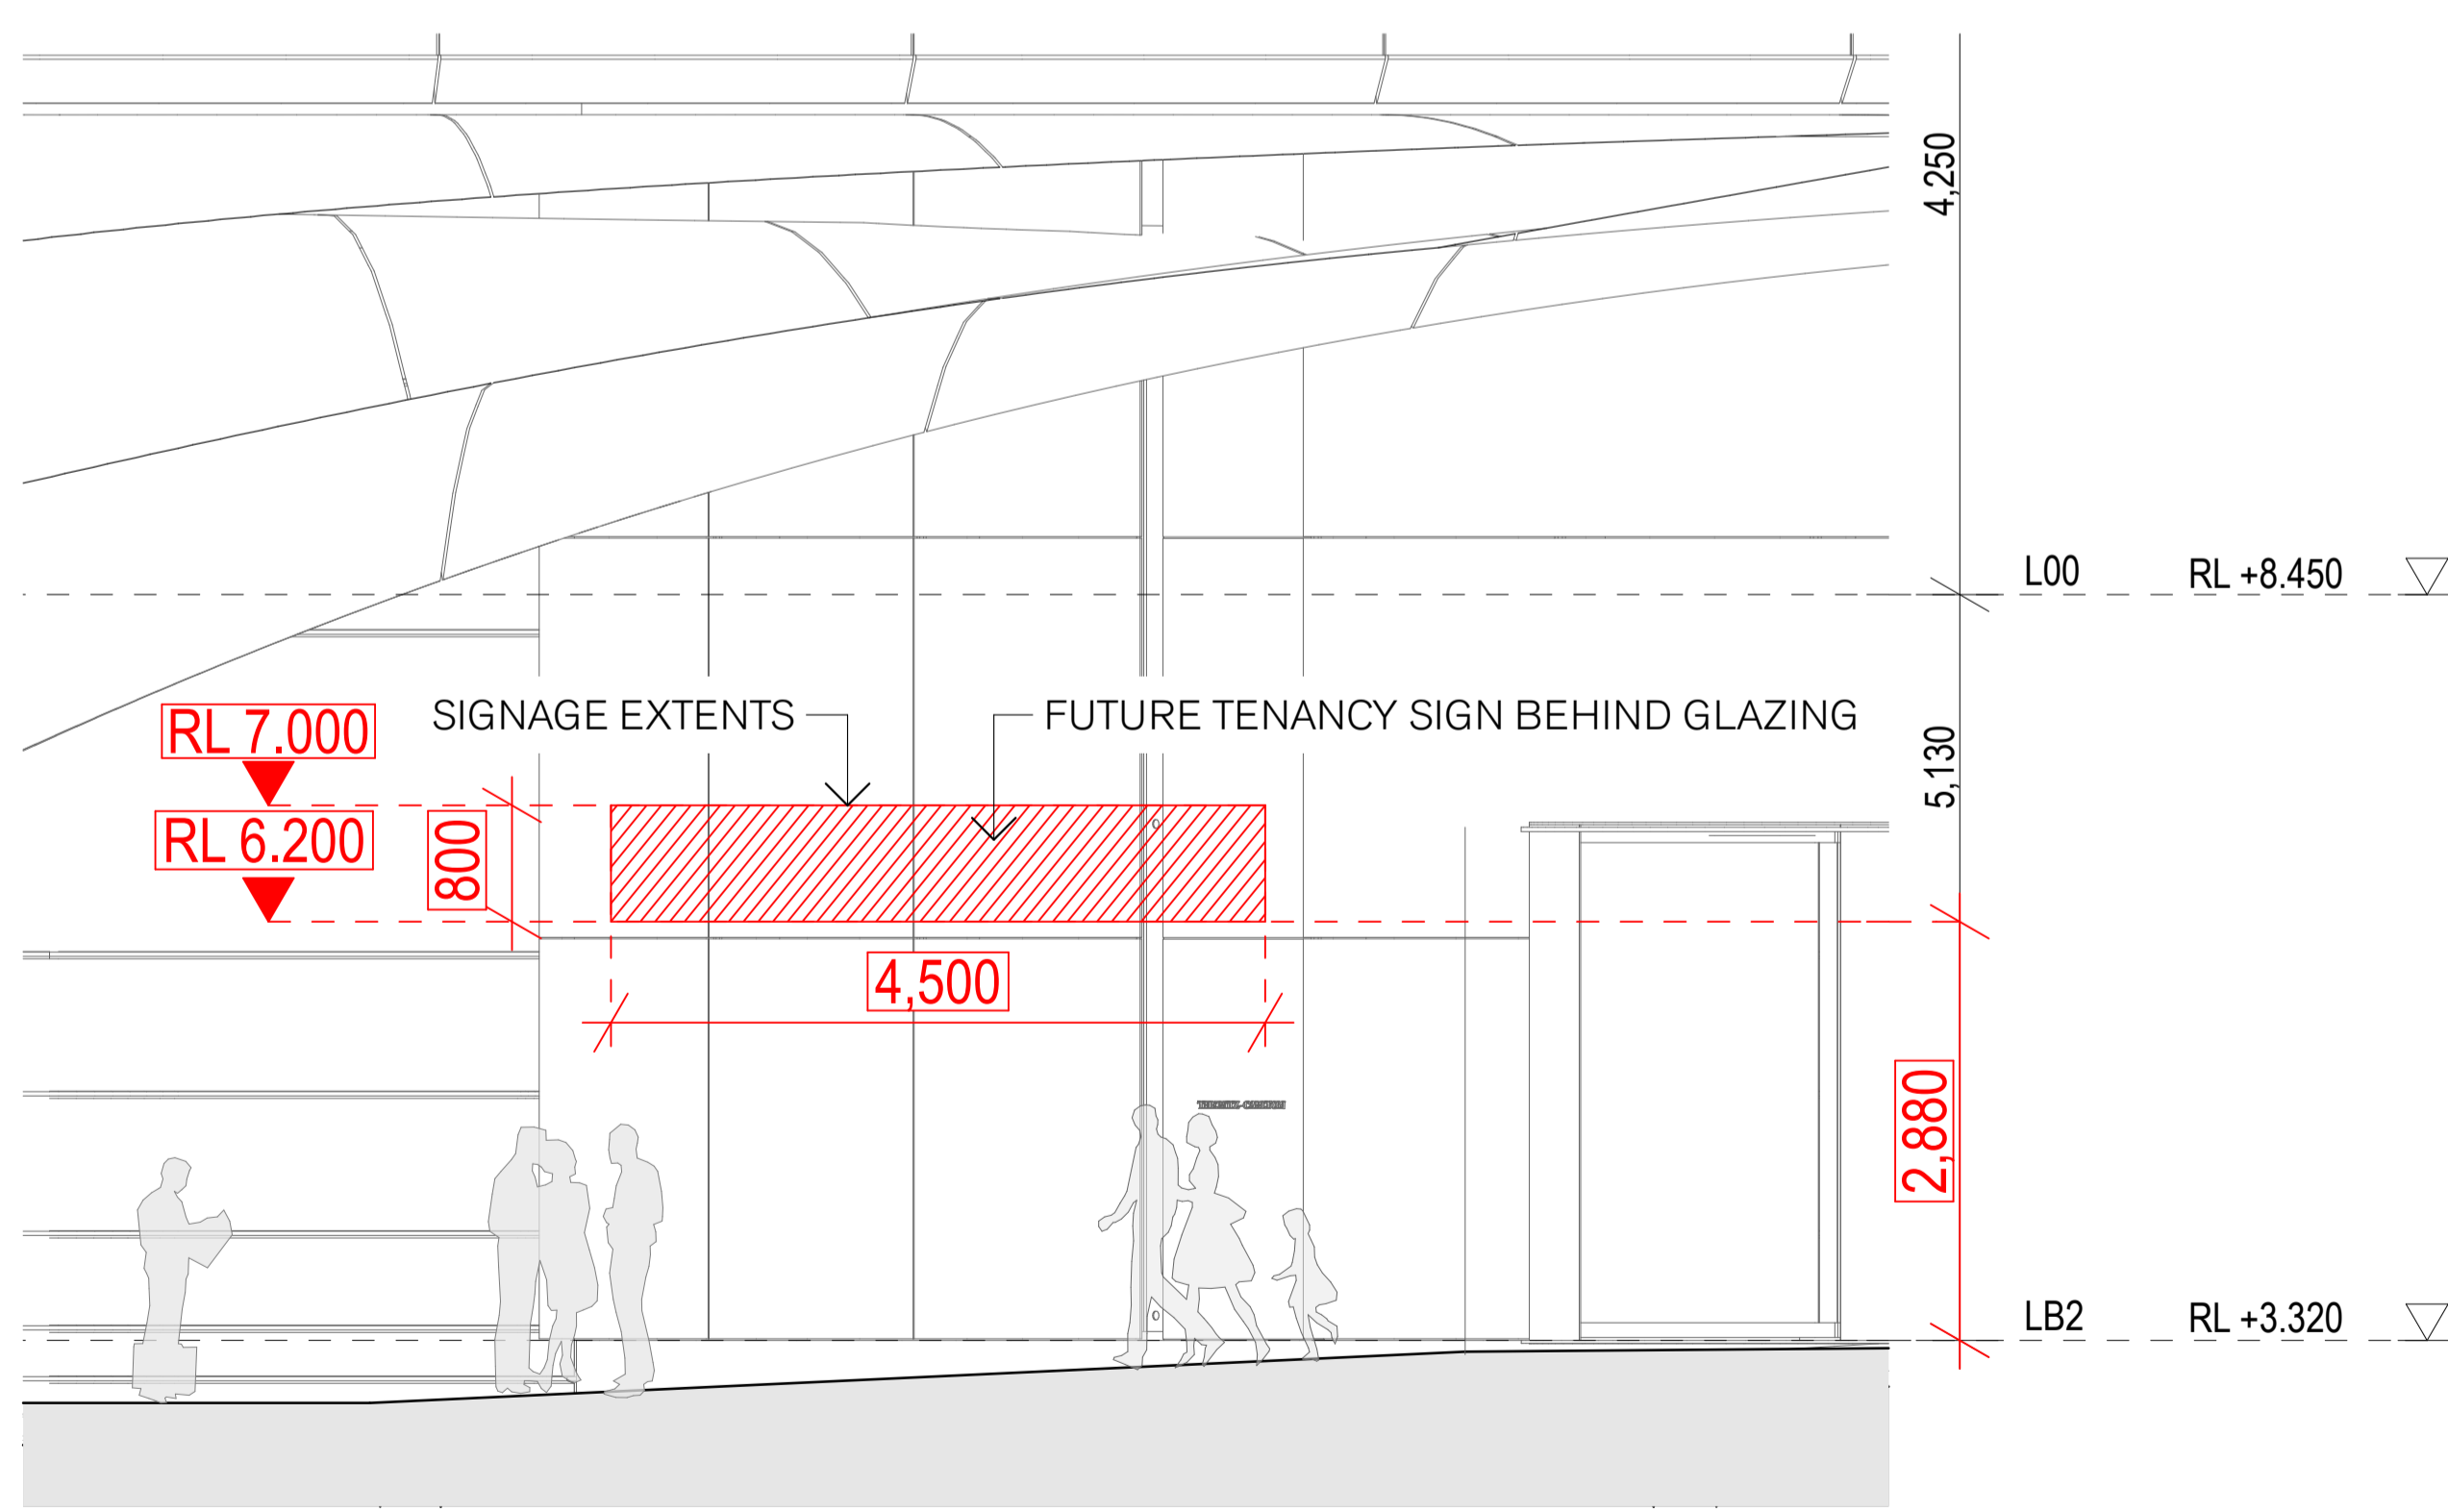 4,250
L00 RL +8.450
SIGNAGE EXTENTS
FUTURE TENANCY SIGN BEHIND GLAZING
RL 7.000
5,130
RL 6.200
800
4,500
2,880
LB2 RL +3.320